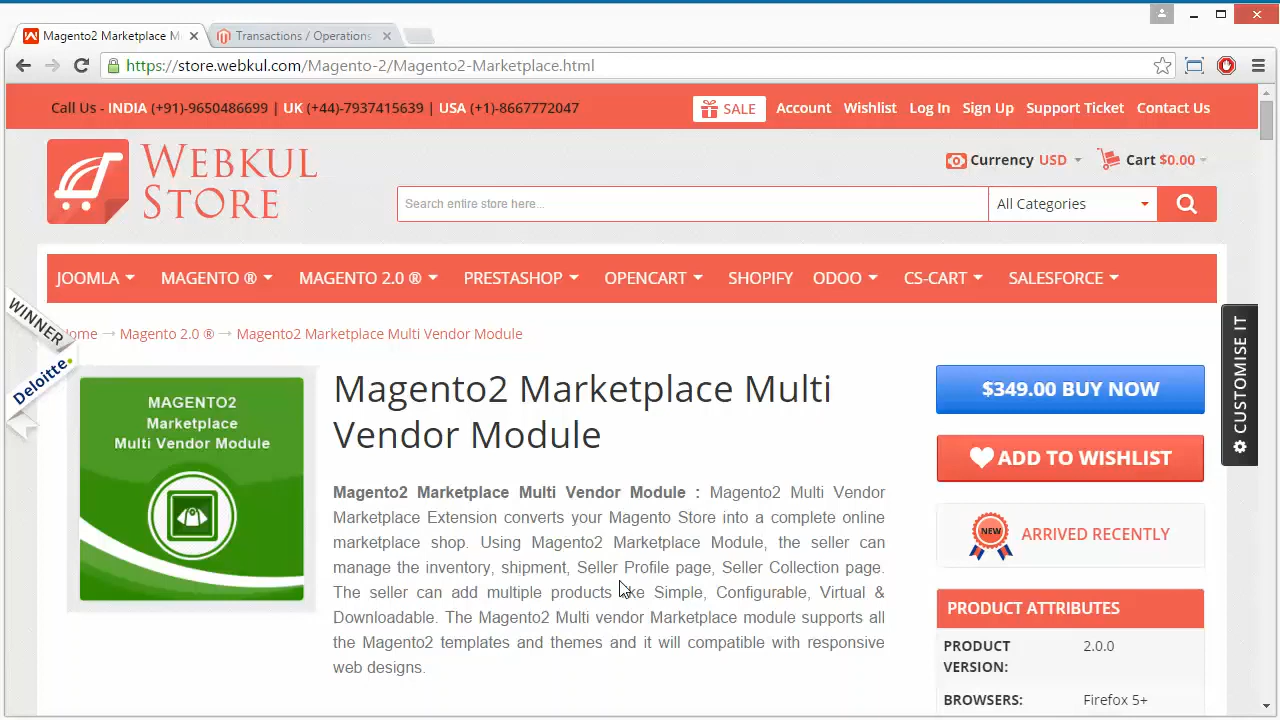 Magento2 Marketplace M
Transactions / Operations
https://store.webkul.com/Magento-2/Magento2-Marketplace.html
Call Us - INDIA (+91)-9650486699 | UK (+44)-7937415639 | USA (+1)-8667772047
SALE Account Wishlist Log In Sign Up Support Ticket Contact Us
WEBKUL
STORE
Currency USD Cart $0.00
Search entire store here...
All Categories
JOOMLA MAGENTO ® MAGENTO 2.0 ® PRESTASHOP OPENCART SHOPIFY ODOO CS-CART SALESFORCE
WINNER
Deloitte.
ome → Magento 2.0 ® → Magento2 Marketplace Multi Vendor Module
MAGENTO2
Marketplace
Multi Vendor Module
Magento2 Marketplace Multi
Vendor Module
Magento2 Marketplace Multi Vendor Module : Magento2 Multi Vendor
Marketplace Extension converts your Magento Store into a complete online
marketplace shop. Using Magento2 Marketplace Module, the seller can
manage the inventory, shipment, Seller Profile page, Seller Collection page.
The seller can add multiple products like Simple, Configurable, Virtual &
Downloadable. The Magento2 Multi vendor Marketplace module supports all
the Magento2 templates and themes and it will compatible with responsive
web designs.
$349.00 BUY NOW
ADD TO WISHLIST
NEW
ARRIVED RECENTLY
PRODUCT ATTRIBUTES
PRODUCT VERSION: 2.0.0
BROWSERS: Firefox 5+
CUSTOMISE IT